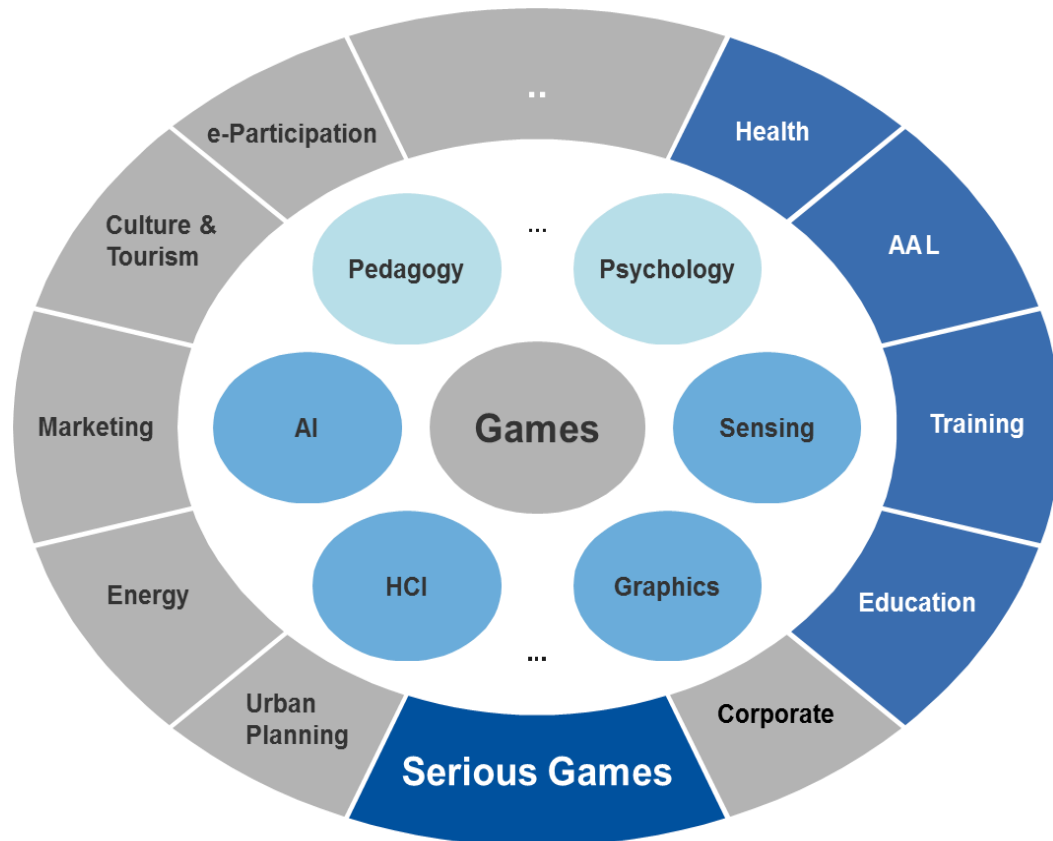 ..
e-Participation
Health
Culture &
Tourism
AAL
Pedagogy
...
Psychology
Marketing
AI
Games
Sensing
Training
Energy
HCI
Graphics
Education
...
Urban
Planning
Corporate
Serious Games